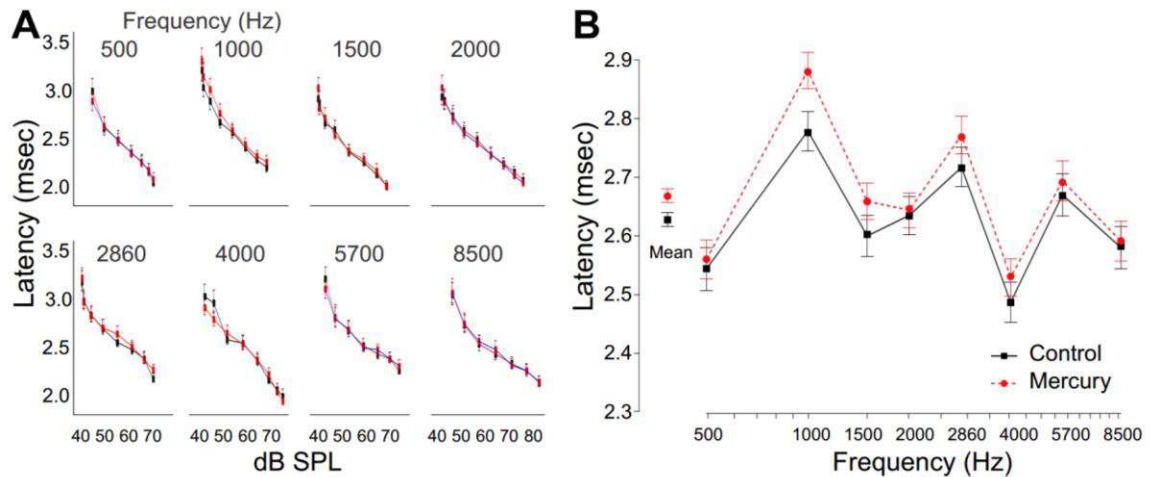 A
Frequency (Hz)
500 1000 1500 2000
3.5
3.0
2.5
2.0
2860 4000 5700 8500
3.5
3.0
2.5
2.0
Latency (msec)
40 50 60 70 40 50 60 70 40 50 60 70 40 50 60 70 80
dB SPL
B
2.9
2.8
2.7
2.6
2.5
2.4
2.3
Latency (msec)
Mean
Control
Mercury
500 1000 1500 2000 2860 4000 5700 8500
Frequency (Hz)